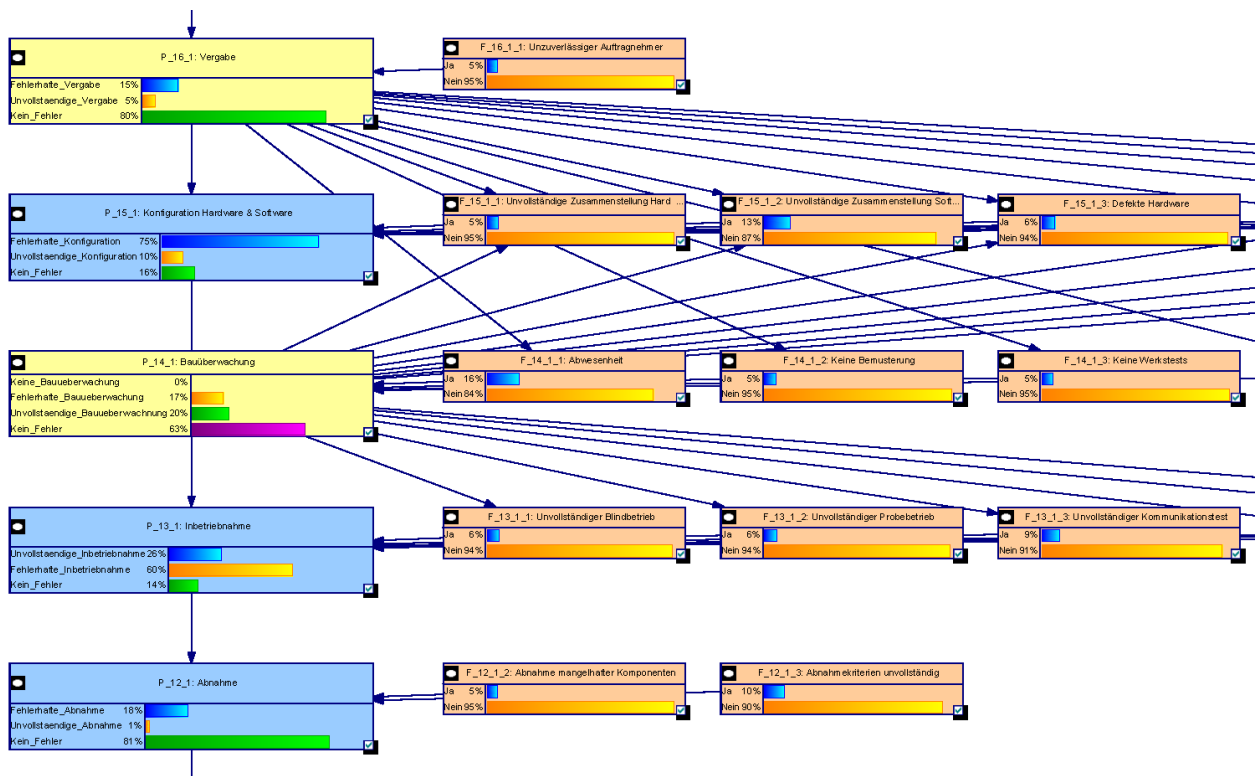 P_16_1: Vergabe
Fehlerhafte_Vergabe 15%
Unvollstaendige_Vergabe 5%
Kein_Fehler 80%
F_16_1_1: Unzuverlässiger Auftragnehmer
Ja 5%
Nein 95%
P_15_1: Konfiguration Hardware & Software
Fehlerhafte_Konfiguration 75%
Unvollstaendige_Konfiguration 10%
Kein_Fehler 16%
F_15_1_1: Unvollständige Zusammenstellung Hard ...
Ja 5%
Nein 95%
F_15_1_2: Unvollständige Zusammenstellung Soft...
Ja 13%
Nein 87%
F_15_1_3: Defekte Hardware
Ja 6%
Nein 94%
P_14_1: Bauüberwachung
Keine_Baueueberwachung 0%
Fehlerhafte_Bauueberwachung 17%
Unvollstaendige_Bauueberwachnung 20%
Kein_Fehler 63%
F_14_1_1: Abwesenheit
Ja 16%
Nein 84%
F_14_1_2: Keine Bemusterung
Ja 5%
Nein 95%
F_14_1_3: Keine Werkstests
Ja 5%
Nein 95%
P_13_1: Inbetriebnahme
Unvollstaendige_Inbetriebnahme 26%
Fehlerhafte_Inbetriebnahme 60%
Kein_Fehler 14%
F_13_1_1: Unvollständiger Blindbetrieb
Ja 6%
Nein 94%
F_13_1_2: Unvollständiger Probebetrieb
Ja 6%
Nein 94%
F_13_1_3: Unvollständiger Kommunikationstest
Ja 9%
Nein 91%
P_12_1: Abnahme
Fehlerhafte_Abnahme 18%
Unvollstaendige_Abnahme 1%
Kein_Fehler 81%
F_12_1_2: Abnahme mangelhafter Komponenten
Ja 5%
Nein 95%
F_12_1_3: Abnahmekriterien unvollständig
Ja 10%
Nein 90%